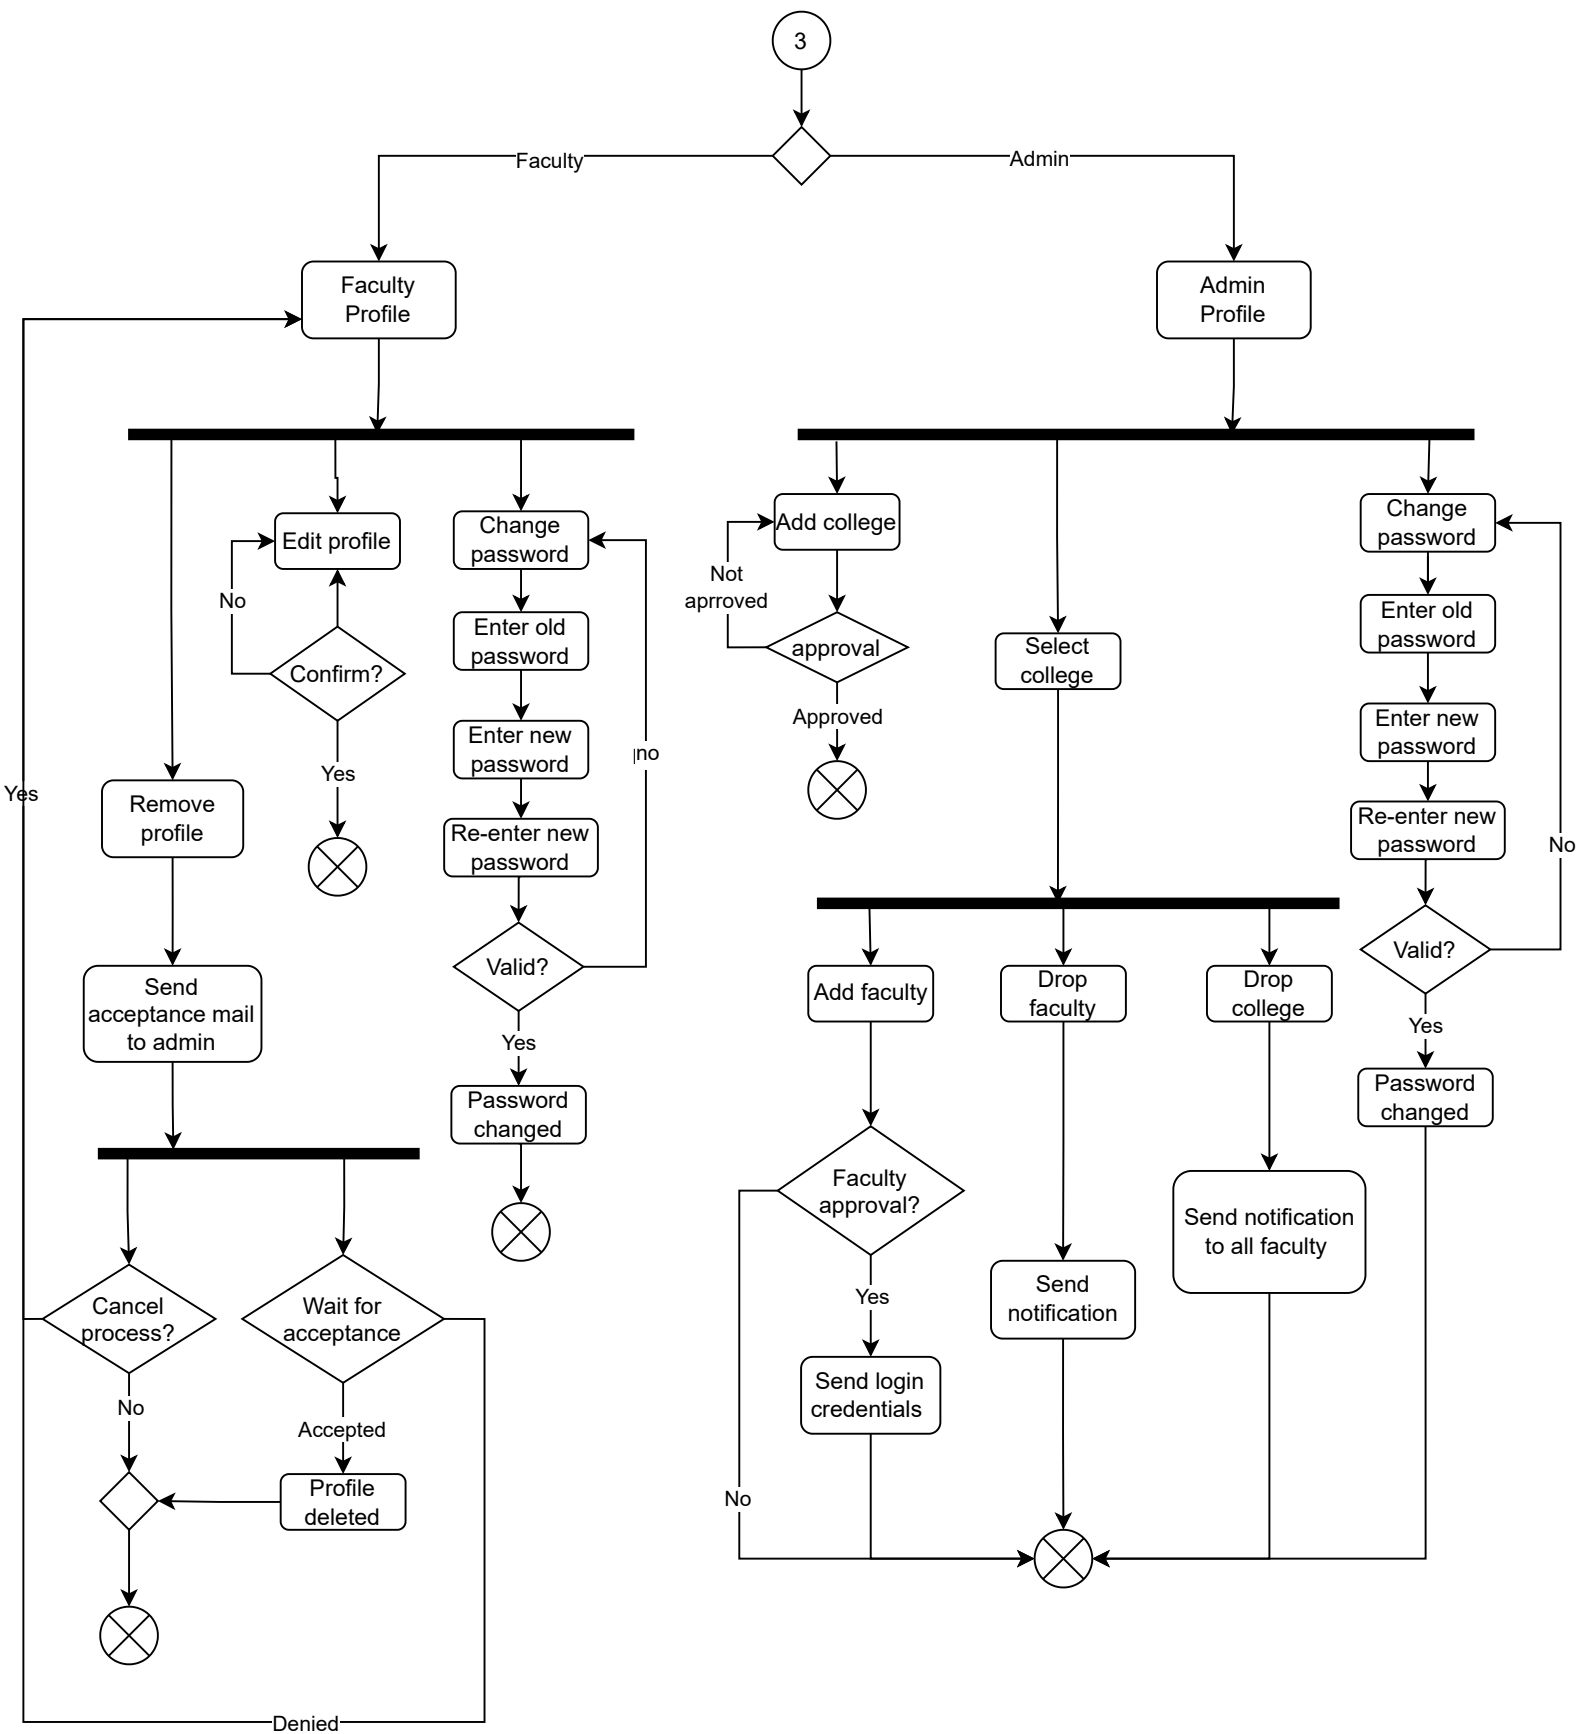 3
Faculty
Admin
Faculty
Profile
Admin
Profile
Edit profile
No
Confirm?
Yes
Change
password
Enter old
password
Enter new
password
no
Re-enter new
password
Valid?
Yes
Password
changed
Yes
Remove
profile
Send
acceptance mail
to admin
Cancel
process?
No
Wait for
acceptance
Accepted
Profile
deleted
Denied
Add college
Not
aprroved
approval
Approved
Select
college
Change
password
Enter old
password
Enter new
password
Re-enter new
password
No
Valid?
Yes
Password
changed
Add faculty
Drop
faculty
Drop
college
Faculty
approval?
Yes
Send login
credentials
No
Send
notification
Send notification
to all faculty